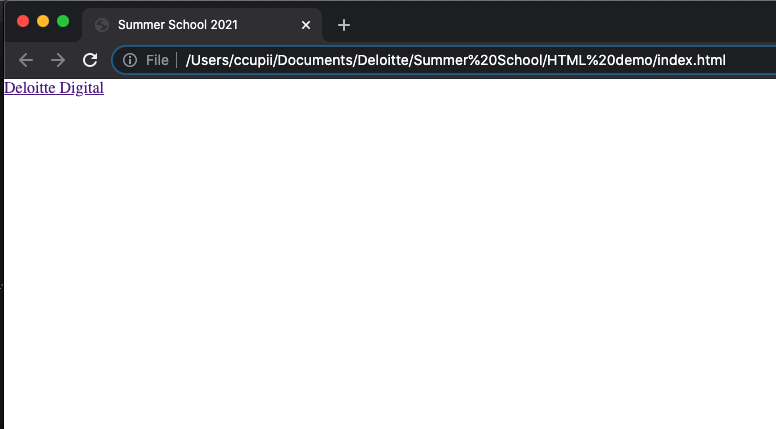 Summer School 2021
File | /Users/ccupii/Documents/Deloitte/Summer%20School/HTML%20demo/index.html
Deloitte Digital